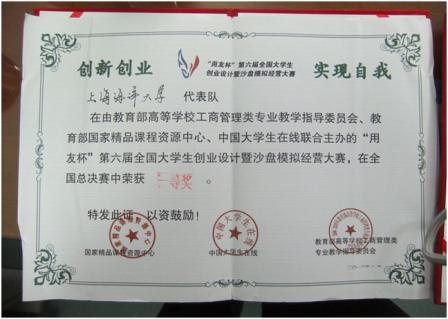 创新创业
"用友杯"第六届全国大学生
创业设计暨沙盘模拟经营大赛
实现自我
上海海洋大学 代表队
在由教育部高等学校工商管理类专业教学指导委员会、教
育部国家精品课程资源中心、中国大学生在线联合主办的"用
友杯"第六届全国大学生创业设计暨沙盘模拟经营大赛，在全
国总决赛中荣获 等奖 。
特发此证，以资鼓励！
国家精品课程资源中心
中国大学生在线
教育部高等学校工商管理类
专业教学指导委员会